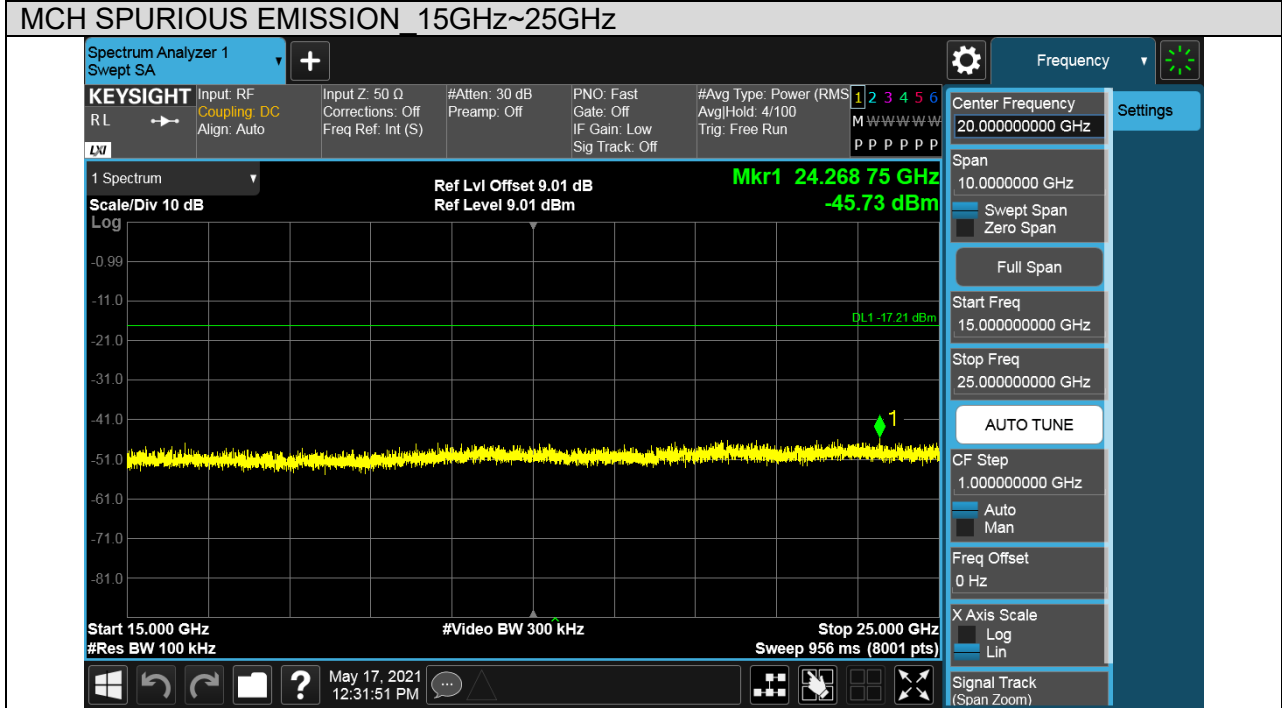 MCH SPURIOUS EMISSION_15GHz~25GHz
Spectrum Analyzer 1
Swept SA
+
Frequency
KEYSIGHT
RL
LXI
Input: RF
Coupling: DC
Align: Auto
Input Z: 50 Ω
Corrections: Off
Freq Ref: Int (S)
#Atten: 30 dB
Preamp: Off
PNO: Fast
Gate: Off
IF Gain: Low
Sig Track: Off
#Avg Type: Power (RMS
Avg|Hold: 4/100
Trig: Free Run
1 2 3 4 5 6
M W W W W W
P P P P P P
Center Frequency
20.000000000 GHz
Settings
Span
10.0000000 GHz
Swept Span
Zero Span
Full Span
Start Freq
15.000000000 GHz
Stop Freq
25.000000000 GHz
AUTO TUNE
CF Step
1.000000000 GHz
Auto
Man
Freq Offset
0 Hz
X Axis Scale
Log
Lin
Signal Track
(Span Zoom)
1 Spectrum
Scale/Div 10 dB
Ref Lvl Offset 9.01 dB
Ref Level 9.01 dBm
Mkr1 24.268 75 GHz
-45.73 dBm
Log
-0.99
-11.0
DL1 -17.21 dBm
-21.0
-31.0
-41.0
1
-51.0
-61.0
-71.0
-81.0
Start 15.000 GHz
#Res BW 100 kHz
#Video BW 300 kHz
Stop 25.000 GHz
Sweep 956 ms (8001 pts)
?
May 17, 2021
12:31:51 PM